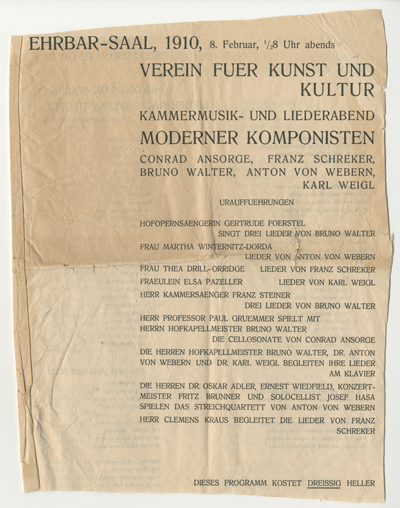 EHRBAR-SAAL, 1910, 8. Februar, ½8 Uhr abends
VEREIN FUER KUNST UND
KULTUR
KAMMERMUSIK- UND LIEDERABEND
MODERNER KOMPONISTEN
CONRAD ANSORGE, FRANZ SCHREKER,
BRUNO WALTER, ANTON VON WEBERN,
KARL WEIGL
URAUFFUEHRUNGEN
HOFOPERNSAENGERIN GERTRUDE FOERSTEL
SINGT DREI LIEDER VON BRUNO WALTER
FRAU MARTHA WINTERNITZ-DORDA
LIEDER VON ANTON VON WEBERN
FRAU THEA DRILL-ORRIDGE LIEDER VON FRANZ SCHREKER
FRAEULEIN ELSA PAZELLER LIEDER VON KARL WEIGL
HERR KAMMERSAENGER FRANZ STEINER
DREI LIEDER VON BRUNO WALTER
HERR PROFESSOR PAUL GRUEMMER SPIELT MIT
HERRN HOFKAPELLMEISTER BRUNO WALTER
DIE CELLOSONATE VON CONRAD ANSORGE
DIE HERREN HOFKAPELLMEISTER BRUNO WALTER, DR. ANTON
VON WEBERN UND DR. KARL WEIGL BEGLEITEN IHRE LIEDER
AM KLAVIER
DIE HERREN DR. OSKAR ADLER, ERNEST WIEDFIELD, KONZERT-
MEISTER FRITZ BRUNNER UND SOLOCELLIST JOSEF HASA
SPIELEN DAS STREICHQUARTETT VON ANTON VON WEBERN
HERR CLEMENS KRAUS BEGLEITET DIE LIEDER VON FRANZ
SCHREKER
DIESES PROGRAMM KOSTET DREISSIG HELLER